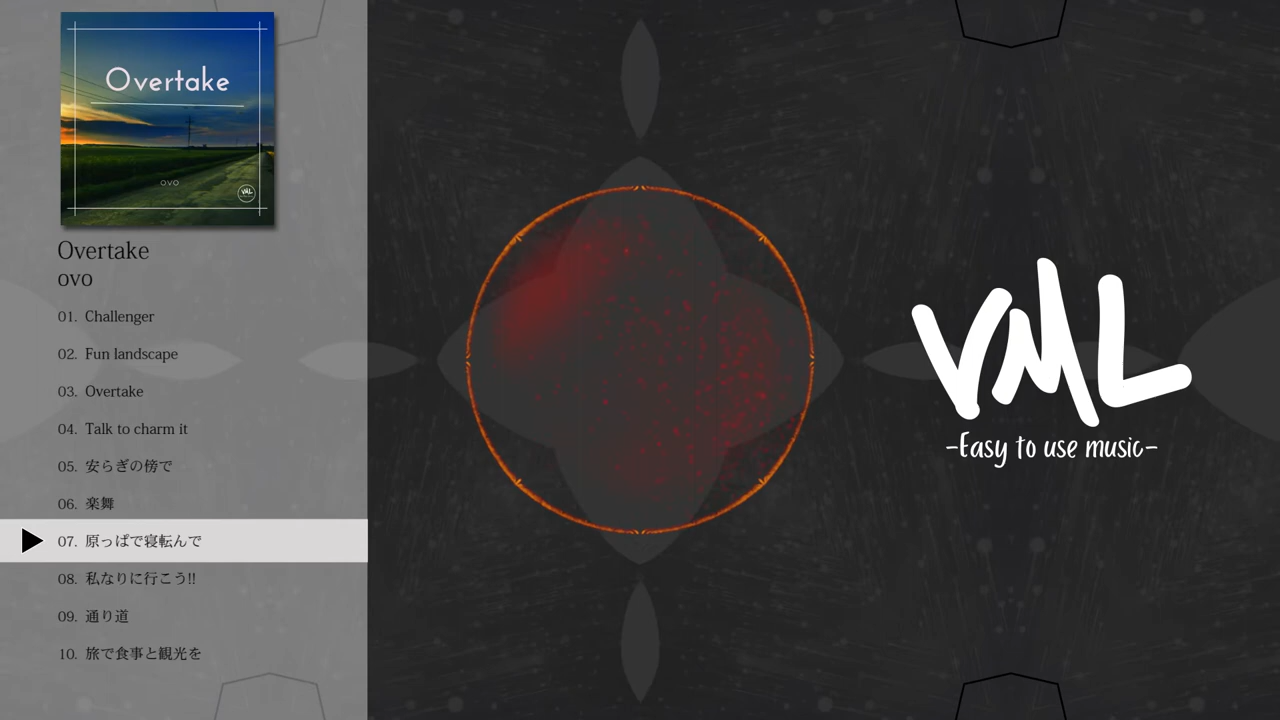 Overtake
ovo
VML
Overtake
ovo
01. Challenger
02. Fun landscape
03. Overtake
04. Talk to charm it
05. 安らぎの傍で
06. 楽舞
07. 原っぱで寝転んで
08. 私なりに行こう!!
09. 通り道
10. 旅で食事と観光を
VML
-Easy to use music-